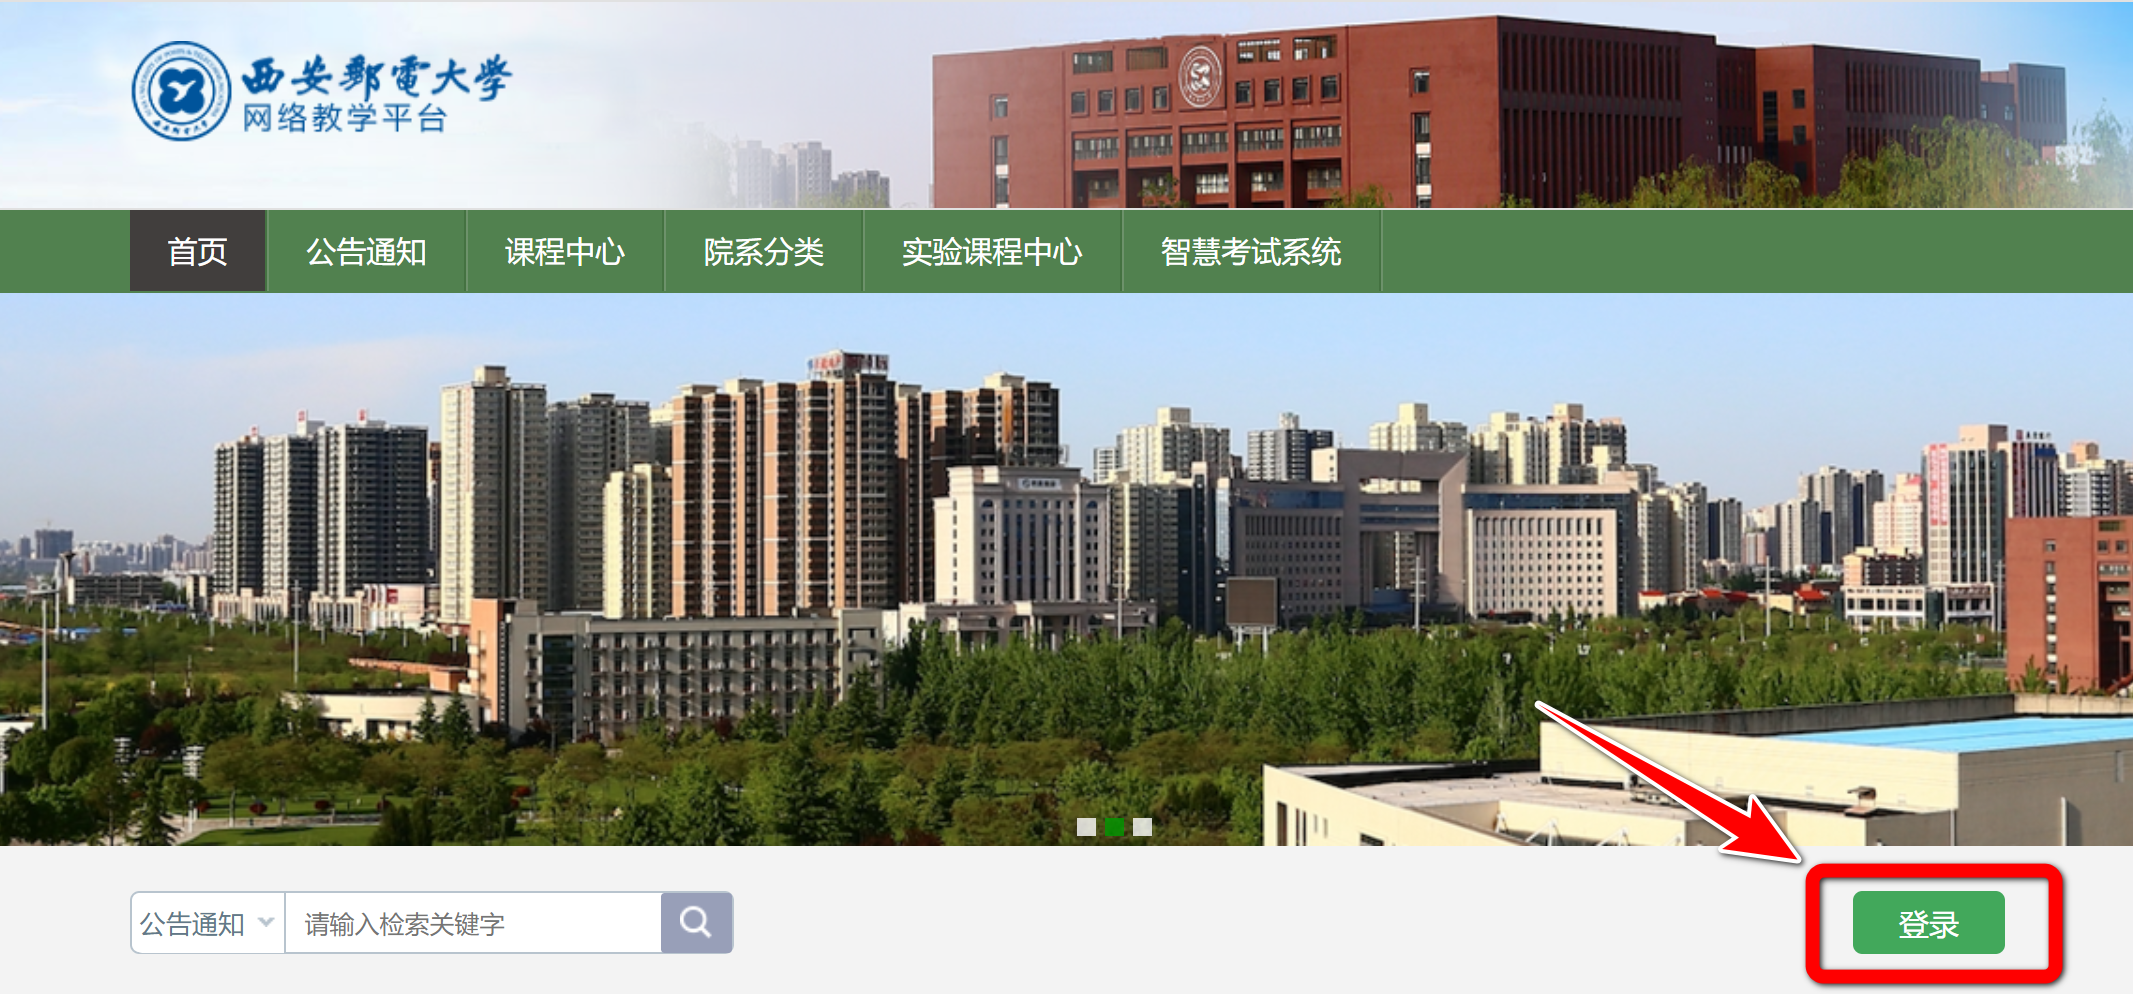 西安郵電大学
网络教学平台
首页
公告通知
课程中心
院系分类
实验课程中心
智慧考试系统
公告通知
请输入检索关键字
登录